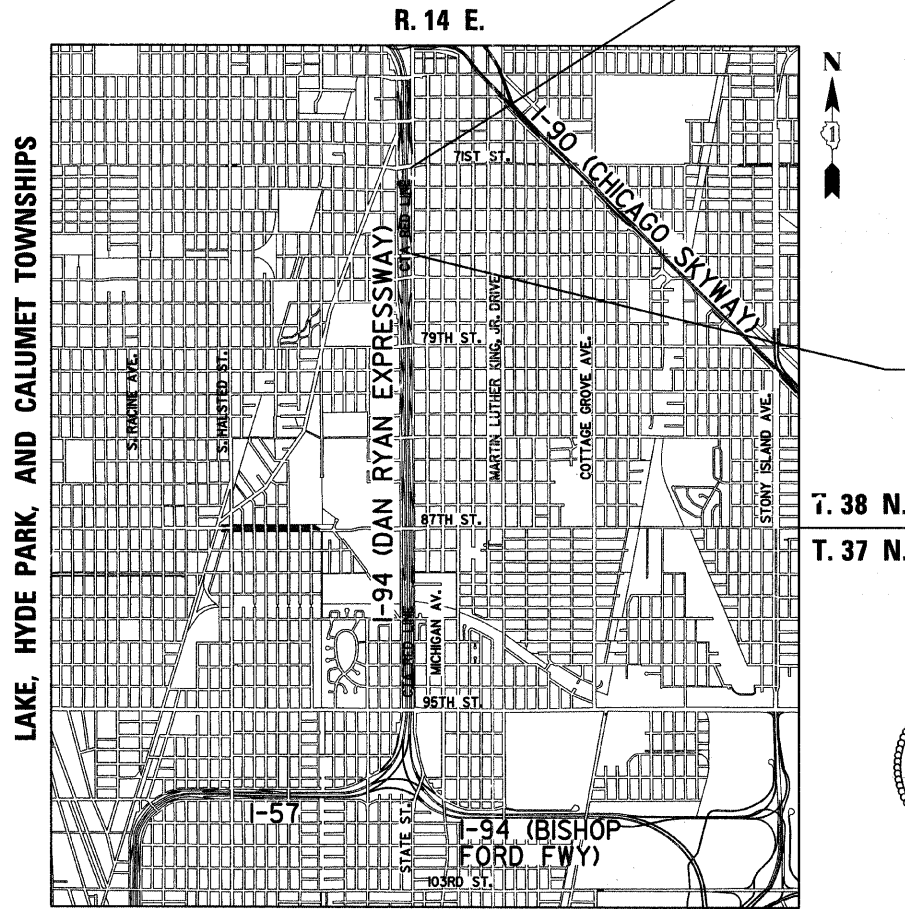 R. 14 E.
LAKE, HYDE PARK, AND CALUMET TOWNSHIPS
N
1
I-90 (CHICAGO SKYWAY)
71ST ST.
CTA RED LINE
I-94 (DAN RYAN EXPRESSWAY)
MARTIN LUTHER KING, JR. DRIVE
79TH ST.
S. RACINE AVE.
S. HALSTED ST.
COTTAGE GROVE AVE.
STONY ISLAND AVE.
T. 38 N.
87TH ST.
T. 37 N.
MICHIGAN AV.
CTA RED LINE
95TH ST.
I-57
STATE ST.
I-94 (BISHOP
FORD FWY)
103RD ST.